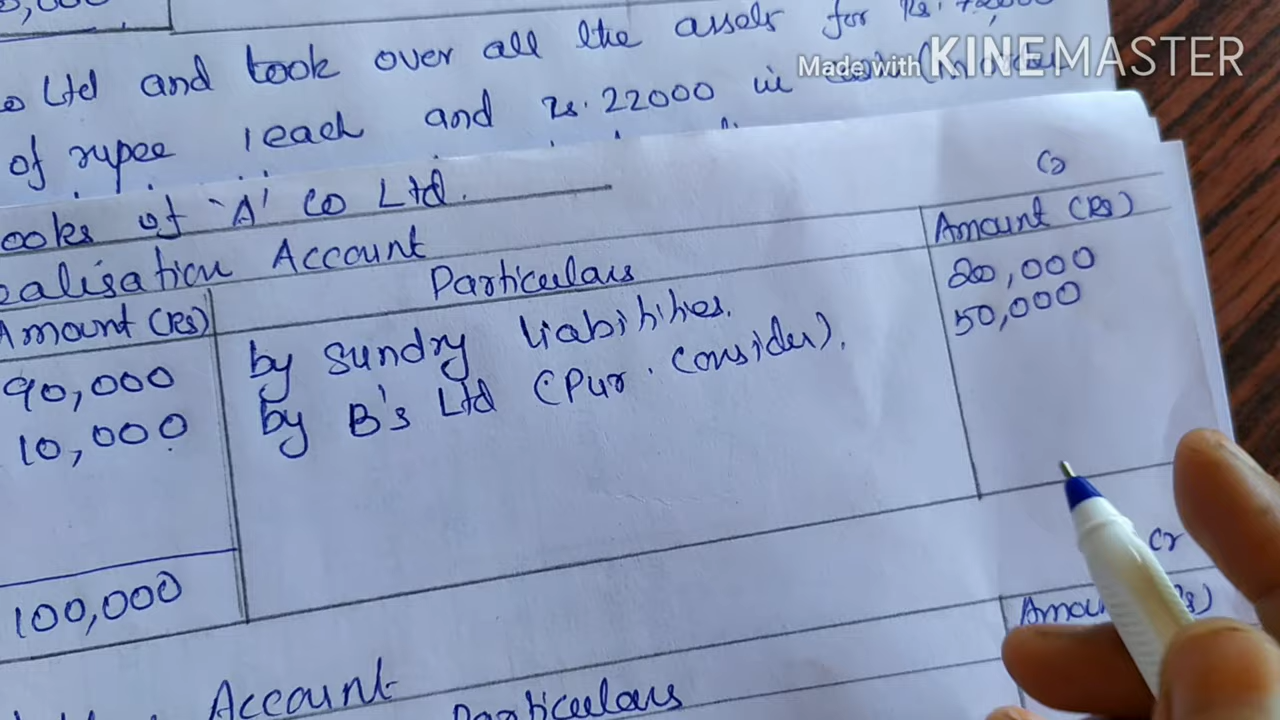 Ltd and took over all the assets for Rs.
Made with KINEMASTER
of rupee 1 each and Rs. 22000 in
ooks of 'A' Co Ltd.
ealisation Account
Cr
Amount (Rs) Particulars Amount (Rs)
90,000 by Sundry liabilities. 20,000
10,000 by B's Ltd (Pur. Consider). 50,000
100,000
Cr
Account
Particulars